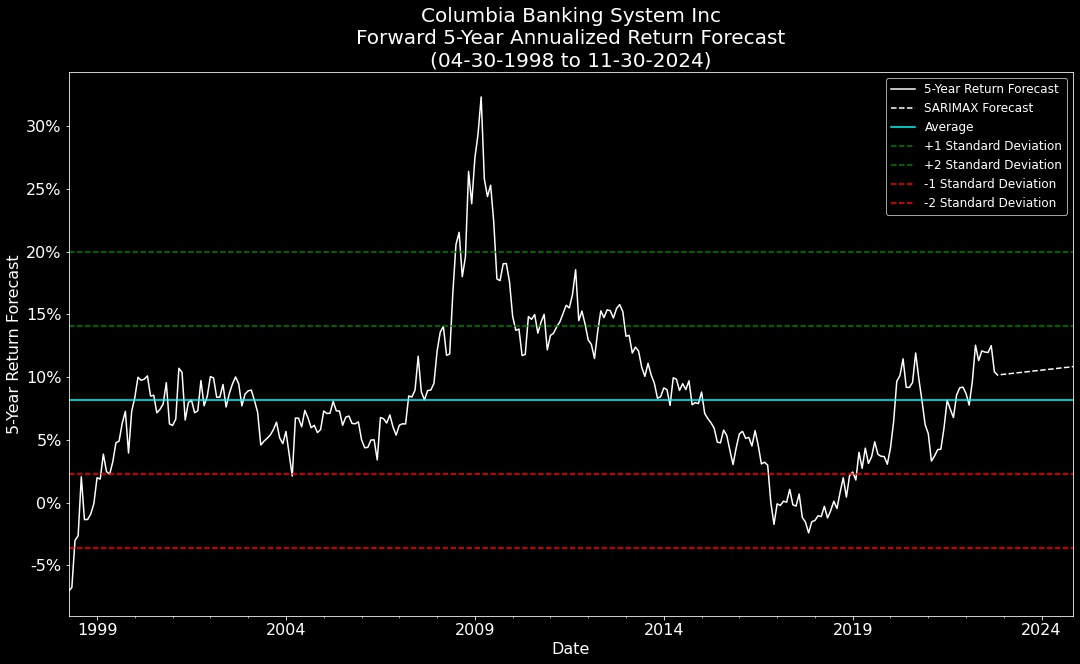 Columbia Banking System Inc
Forward 5-Year Annualized Return Forecast
(04-30-1998 to 11-30-2024)
5-Year Return Forecast
SARIMAX Forecast
Average
+1 Standard Deviation
+2 Standard Deviation
-1 Standard Deviation
-2 Standard Deviation
5-Year Return Forecast
30%
25%
20%
15%
10%
5%
0%
-5%
1999
2004
2009
2014
2019
2024
Date